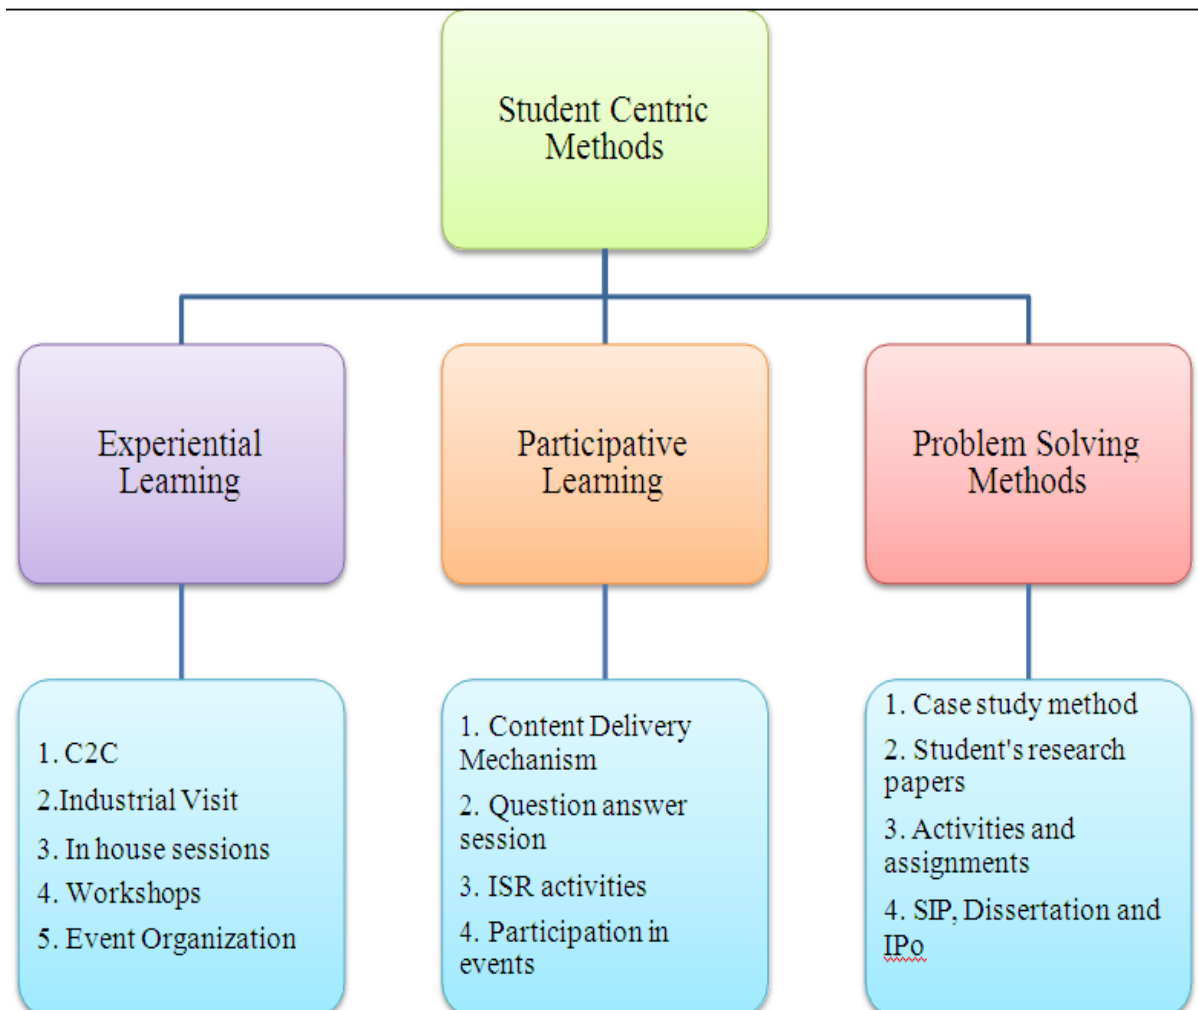 Student Centric
Methods
Experiential
Learning
Participative
Learning
Problem Solving
Methods
1. C2C
2.Industrial Visit
3. In house sessions
4. Workshops
5. Event Organization
1. Content Delivery
Mechanism
2. Question answer
session
3. ISR activities
4. Participation in
events
1. Case study method
2. Student's research
papers
3. Activities and
assignments
4. SIP, Dissertation and
IPo